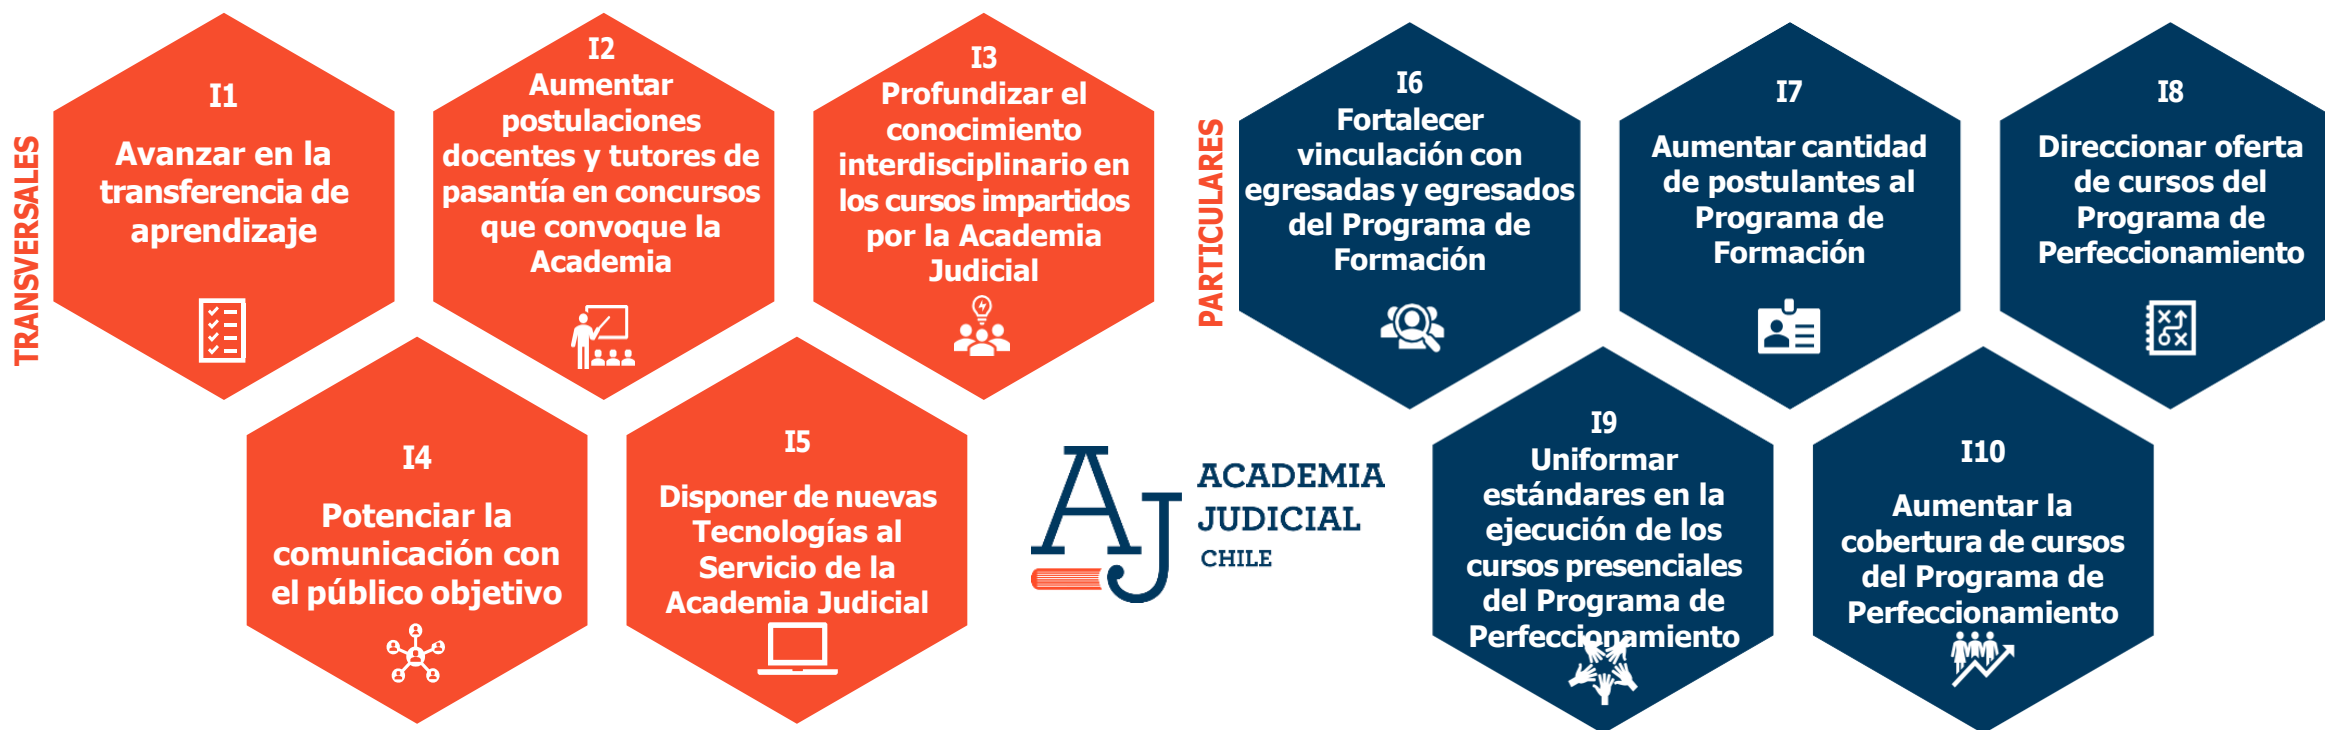 TRANSVERSALES
I1
Avanzar en la
transferencia de
aprendizaje
I2
Aumentar
postulaciones
docentes y tutores de
pasantía en concursos
que convoque la
Academia
I3
Profundizar el
conocimiento
interdisciplinario en
los cursos impartidos
por la Academia
Judicial
I4
Potenciar la
comunicación con
el público objetivo
I5
Disponer de nuevas
Tecnologías al
Servicio de la
Academia Judicial
AJ
ACADEMIA
JUDICIAL
CHILE
PARTICULARES
I6
Fortalecer
vinculación con
egresadas y egresados
del Programa de
Formación
I7
Aumentar cantidad
de postulantes al
Programa de
Formación
I8
Direccionar oferta
de cursos del
Programa de
Perfeccionamiento
I9
Uniformar
estándares en la
ejecución de los
cursos presenciales
del Programa de
Perfeccionamiento
I10
Aumentar la
cobertura de cursos
del Programa de
Perfeccionamiento